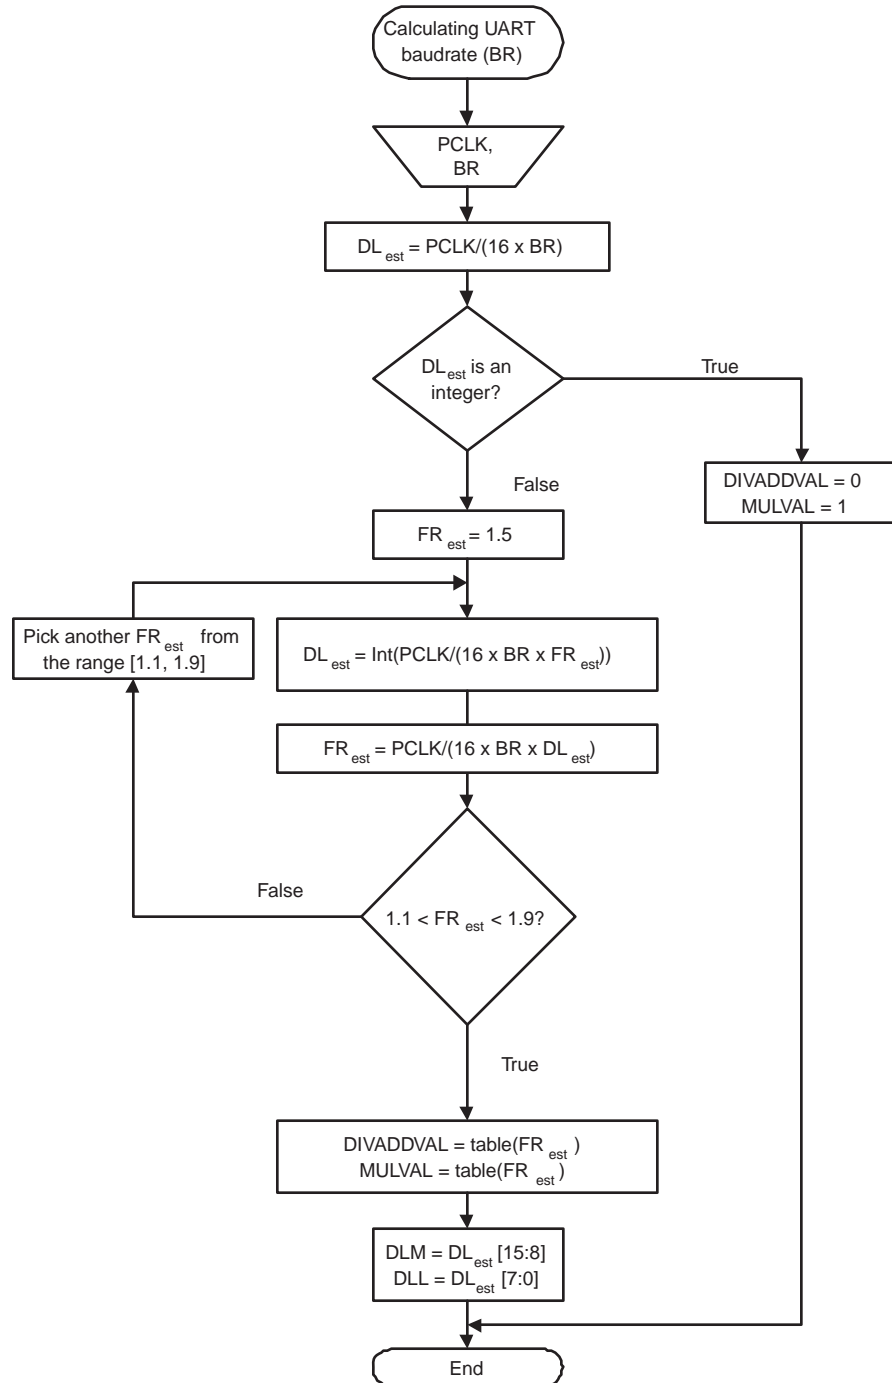 Calculating UART
baudrate (BR)
PCLK,
BR
DL est = PCLK/(16 x BR)
DL est is an
integer?
True
False
DIVADDVAL = 0
MULVAL = 1
FR est = 1.5
Pick another FR est from
the range [1.1, 1.9]
DL est = Int(PCLK/(16 x BR x FR est))
FR est = PCLK/(16 x BR x DL est)
False
1.1 < FR est < 1.9?
True
DIVADDVAL = table(FR est )
MULVAL = table(FR est )
DLM = DL est [15:8]
DLL = DL est [7:0]
End